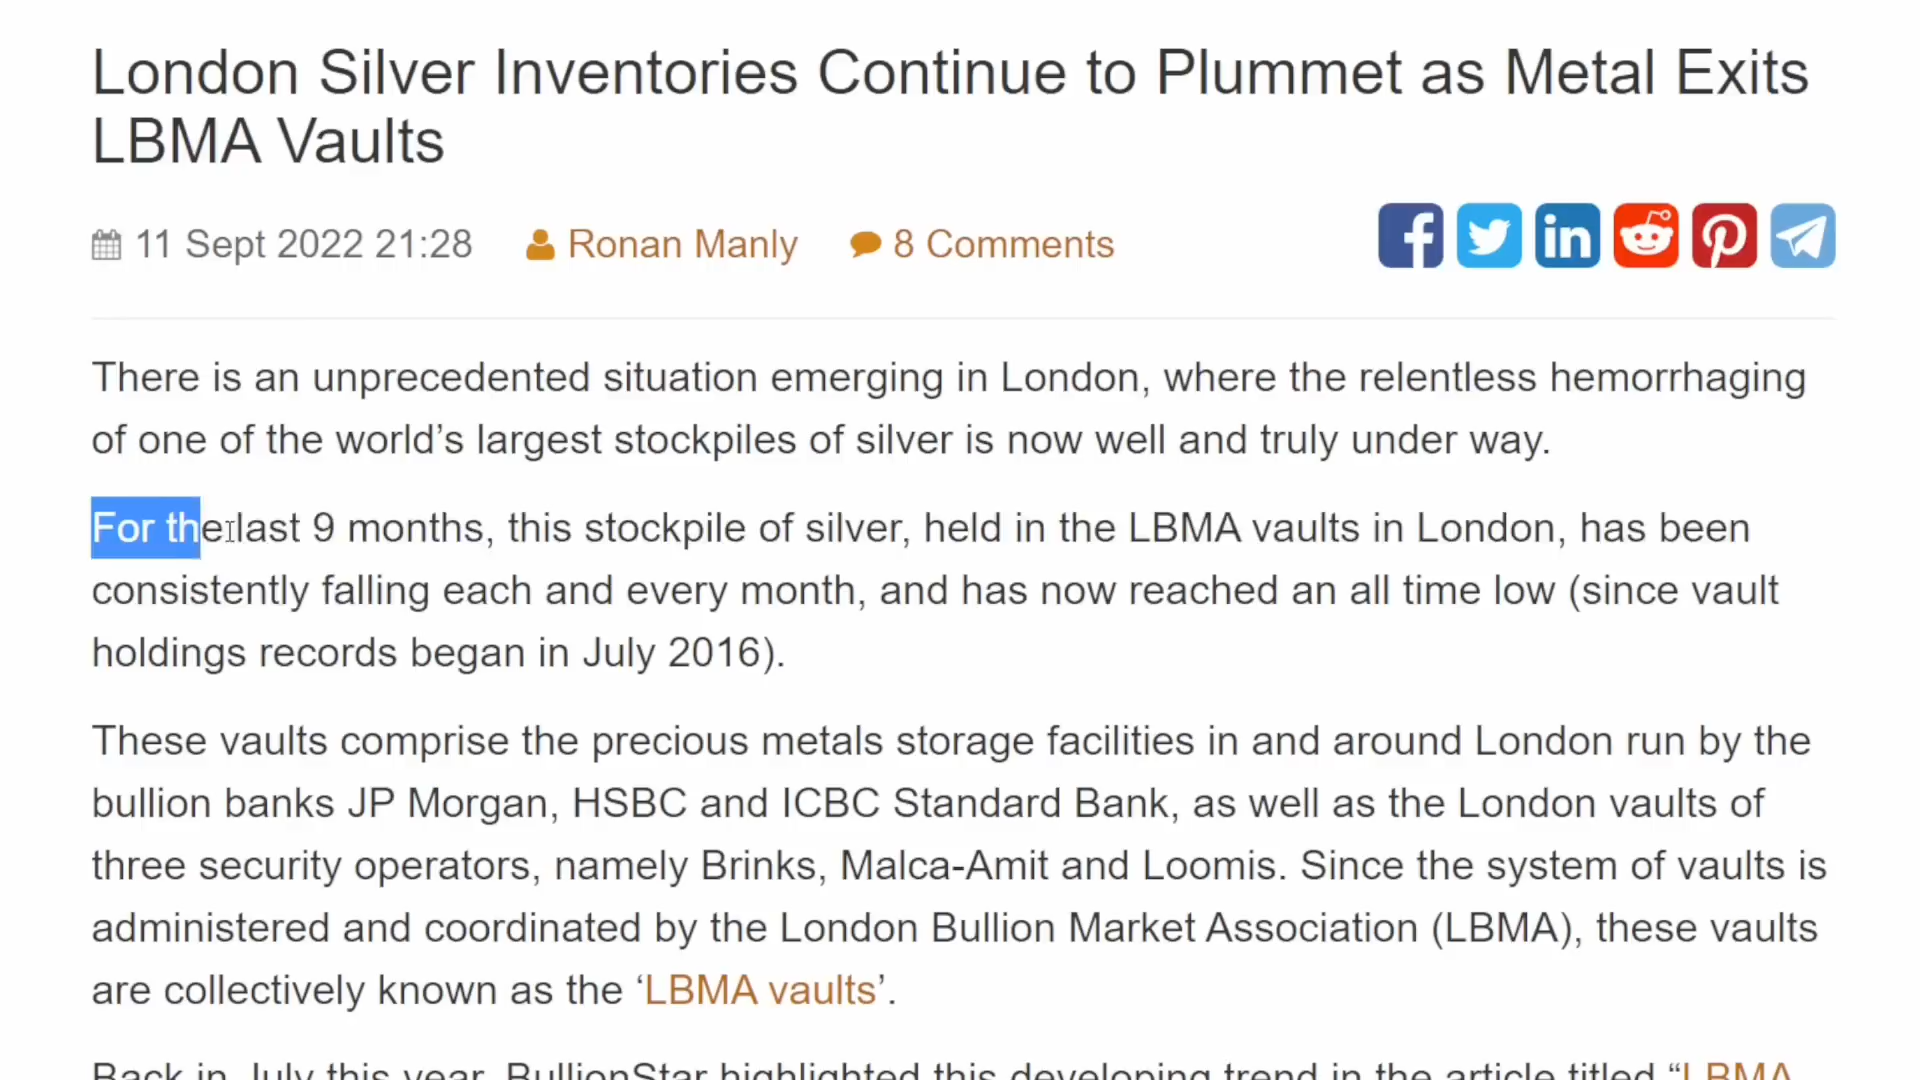 London Silver Inventories Continue to Plummet as Metal Exits
LBMA Vaults
11 Sept 2022 21:28 Ronan Manly 8 Comments
There is an unprecedented situation emerging in London, where the relentless hemorrhaging
of one of the world’s largest stockpiles of silver is now well and truly under way.
For the last 9 months, this stockpile of silver, held in the LBMA vaults in London, has been
consistently falling each and every month, and has now reached an all time low (since vault
holdings records began in July 2016).
These vaults comprise the precious metals storage facilities in and around London run by the
bullion banks JP Morgan, HSBC and ICBC Standard Bank, as well as the London vaults of
three security operators, namely Brinks, Malca-Amit and Loomis. Since the system of vaults is
administered and coordinated by the London Bullion Market Association (LBMA), these vaults
are collectively known as the ‘LBMA vaults’.
Back in July this year, BullionStar highlighted this developing trend in the article titled “LBMA